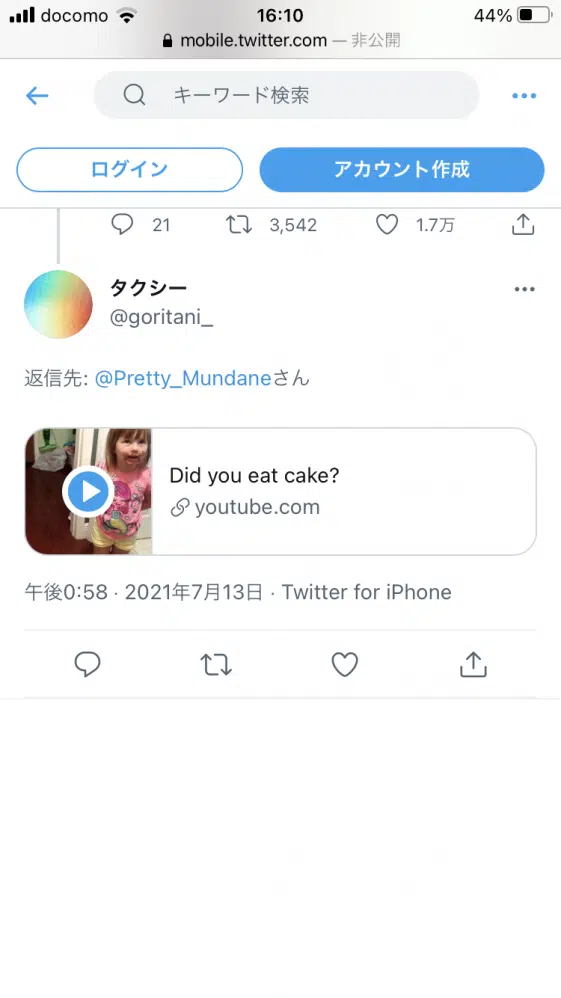 docomo 16:10 44%
mobile.twitter.com — 非公開
キーワード検索
ログイン アカウント作成
21 3,542 1.7万
タクシー
@goritani_
返信先: @Pretty_Mundaneさん
Did you eat cake?
youtube.com
午後0:58 · 2021年7月13日 · Twitter for iPhone